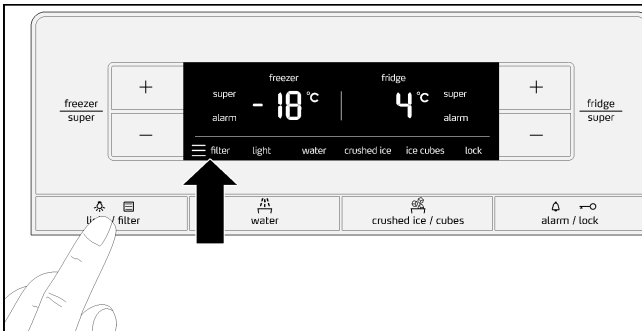 freezer fridge
super super
- 18 °C 4 °C
alarm alarm
filter light water crushed ice ice cubes lock
freezer
super
+
−
+
−
fridge
super
light / filter
water
crushed ice / cubes
alarm / lock